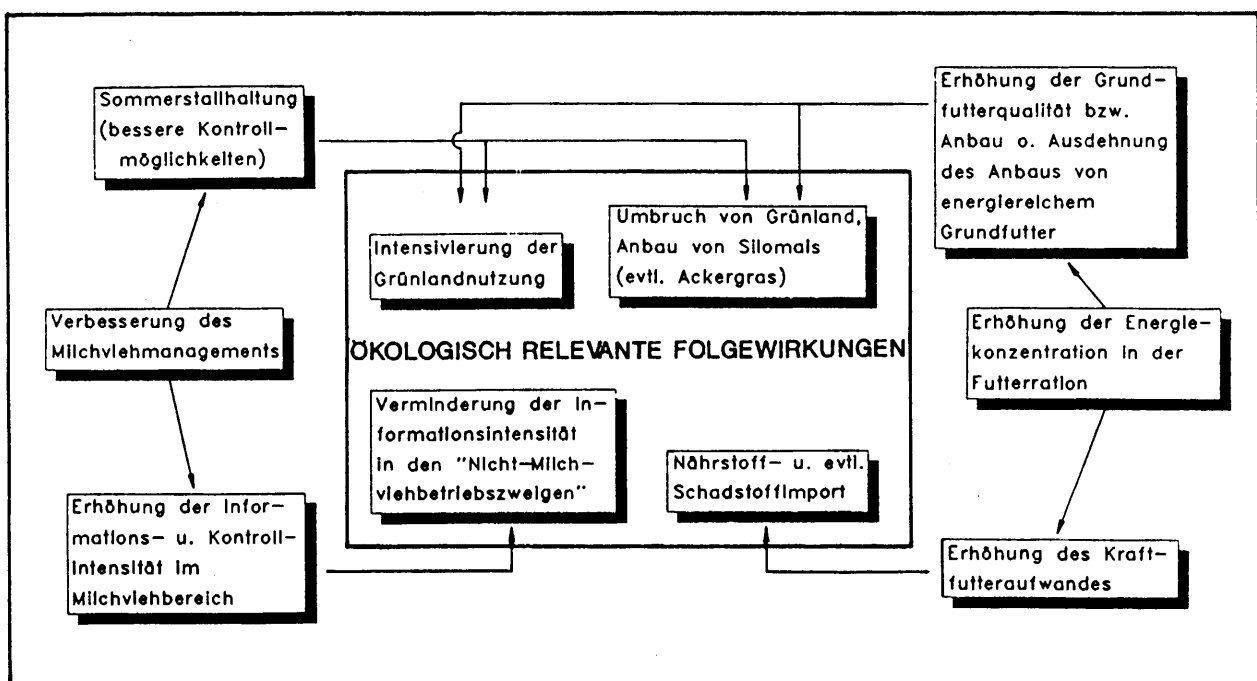 Sommerstallhaltung
(bessere Kontroll-
möglichkeiten)
Erhöhung der Grund-
futterqualität bzw.
Anbau o. Ausdehnung
des Anbaus von
energiereichem
Grundfutter
Intensivierung der
Grünlandnutzung
Umbruch von Grünland,
Anbau von Silomais
(evtl. Ackergras)
Verbesserung des
Milchviehmanagements
Erhöhung der Energie-
konzentration in der
Futterration
ÖKOLOGISCH RELEVANTE FOLGEWIRKUNGEN
Verminderung der In-
formationsintensität
in den "Nicht-Milch-
viehbetriebszweigen"
Nährstoff- u. evtl.
Schadstoffimport
Erhöhung der Infor-
mations- u. Kontroll-
intensität im
Milchviehbereich
Erhöhung des Kraft-
futteraufwandes